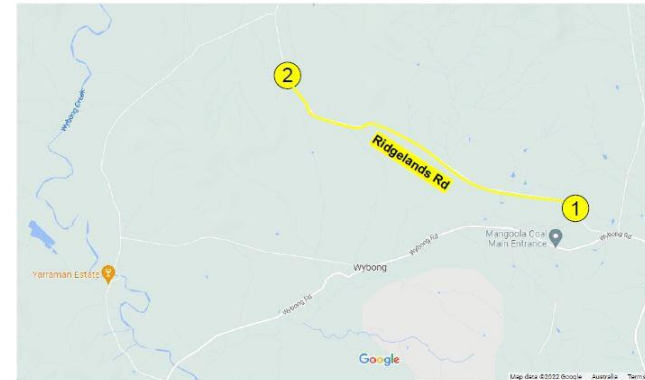 2
Wybong Creek
Ridgelands Rd
1
Mangoola Coal
Main Entrance
Wybong Rd
Wybong Rd
Yarraman Estate
Wybong
Wybong Rd
Google
Map data ©2022 Google Australia Terms